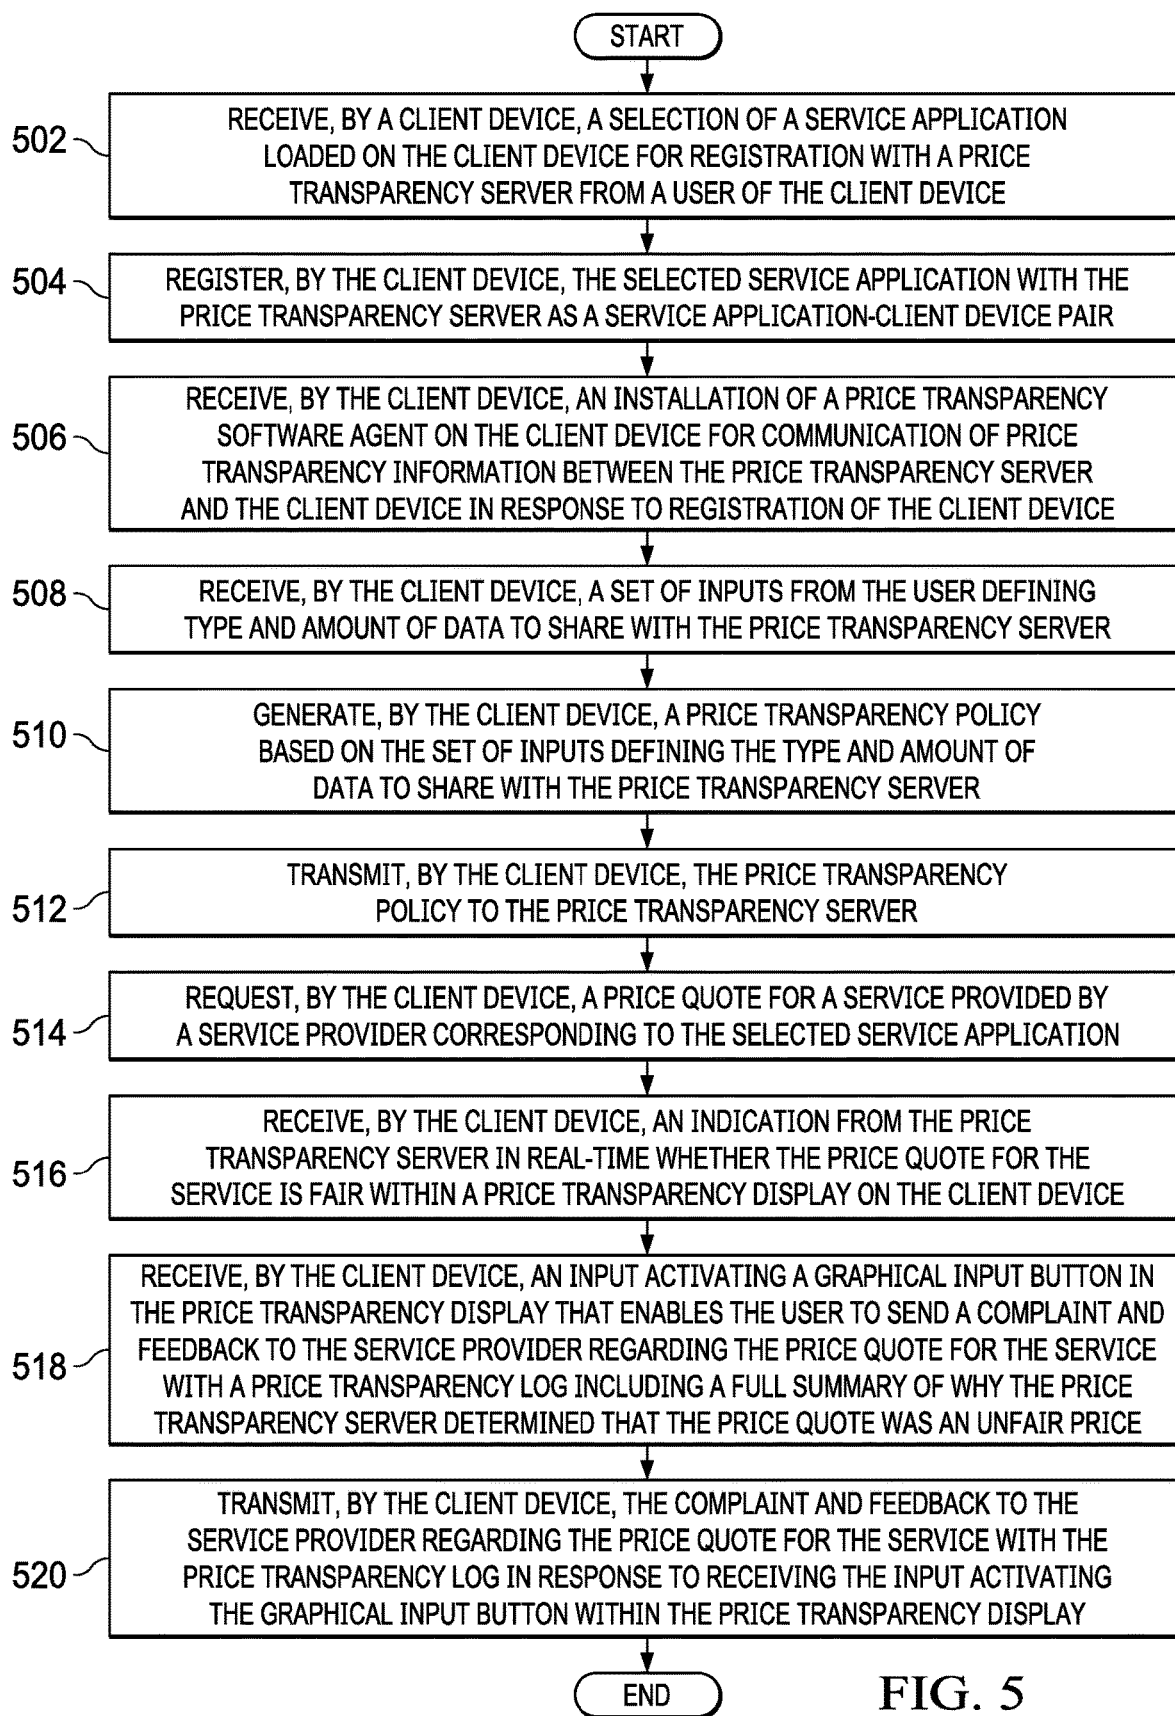 START
502
RECEIVE, BY A CLIENT DEVICE, A SELECTION OF A SERVICE APPLICATION
LOADED ON THE CLIENT DEVICE FOR REGISTRATION WITH A PRICE
TRANSPARENCY SERVER FROM A USER OF THE CLIENT DEVICE
504
REGISTER, BY THE CLIENT DEVICE, THE SELECTED SERVICE APPLICATION WITH THE
PRICE TRANSPARENCY SERVER AS A SERVICE APPLICATION-CLIENT DEVICE PAIR
506
RECEIVE, BY THE CLIENT DEVICE, AN INSTALLATION OF A PRICE TRANSPARENCY
SOFTWARE AGENT ON THE CLIENT DEVICE FOR COMMUNICATION OF PRICE
TRANSPARENCY INFORMATION BETWEEN THE PRICE TRANSPARENCY SERVER
AND THE CLIENT DEVICE IN RESPONSE TO REGISTRATION OF THE CLIENT DEVICE
508
RECEIVE, BY THE CLIENT DEVICE, A SET OF INPUTS FROM THE USER DEFINING
TYPE AND AMOUNT OF DATA TO SHARE WITH THE PRICE TRANSPARENCY SERVER
510
GENERATE, BY THE CLIENT DEVICE, A PRICE TRANSPARENCY POLICY
BASED ON THE SET OF INPUTS DEFINING THE TYPE AND AMOUNT OF
DATA TO SHARE WITH THE PRICE TRANSPARENCY SERVER
512
TRANSMIT, BY THE CLIENT DEVICE, THE PRICE TRANSPARENCY
POLICY TO THE PRICE TRANSPARENCY SERVER
514
REQUEST, BY THE CLIENT DEVICE, A PRICE QUOTE FOR A SERVICE PROVIDED BY
A SERVICE PROVIDER CORRESPONDING TO THE SELECTED SERVICE APPLICATION
516
RECEIVE, BY THE CLIENT DEVICE, AN INDICATION FROM THE PRICE
TRANSPARENCY SERVER IN REAL-TIME WHETHER THE PRICE QUOTE FOR THE
SERVICE IS FAIR WITHIN A PRICE TRANSPARENCY DISPLAY ON THE CLIENT DEVICE
518
RECEIVE, BY THE CLIENT DEVICE, AN INPUT ACTIVATING A GRAPHICAL INPUT BUTTON IN
THE PRICE TRANSPARENCY DISPLAY THAT ENABLES THE USER TO SEND A COMPLAINT AND
FEEDBACK TO THE SERVICE PROVIDER REGARDING THE PRICE QUOTE FOR THE SERVICE
WITH A PRICE TRANSPARENCY LOG INCLUDING A FULL SUMMARY OF WHY THE PRICE
TRANSPARENCY SERVER DETERMINED THAT THE PRICE QUOTE WAS AN UNFAIR PRICE
520
TRANSMIT, BY THE CLIENT DEVICE, THE COMPLAINT AND FEEDBACK TO THE
SERVICE PROVIDER REGARDING THE PRICE QUOTE FOR THE SERVICE WITH THE
PRICE TRANSPARENCY LOG IN RESPONSE TO RECEIVING THE INPUT ACTIVATING
THE GRAPHICAL INPUT BUTTON WITHIN THE PRICE TRANSPARENCY DISPLAY
END
FIG. 5